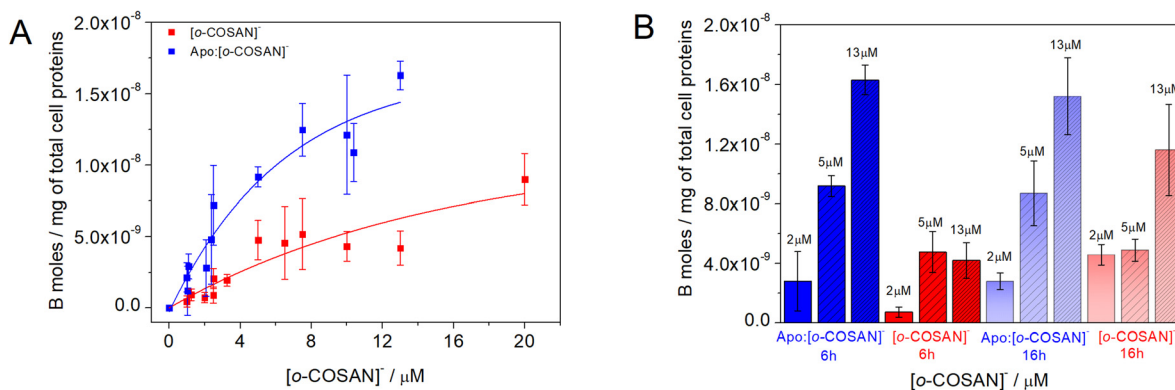 A
[o-COSAN]⁻
Apo:[o-COSAN]⁻
B moles / mg of total cell proteins
2.0x10⁻⁸
1.5x10⁻⁸
1.0x10⁻⁸
5.0x10⁻⁹
0.0
0 4 8 12 16 20
[o-COSAN]⁻ / μM
B
B moles / mg of total cell proteins
2.0x10⁻⁸
1.6x10⁻⁸
1.2x10⁻⁸
8.0x10⁻⁹
4.0x10⁻⁹
0.0
2μM 5μM 13μM
2μM 5μM 13μM
2μM 5μM 13μM
2μM 5μM 13μM
Apo:[o-COSAN]⁻ [o-COSAN]⁻ Apo:[o-COSAN]⁻ [o-COSAN]⁻
6h 6h 16h 16h
[o-COSAN]⁻ / μM